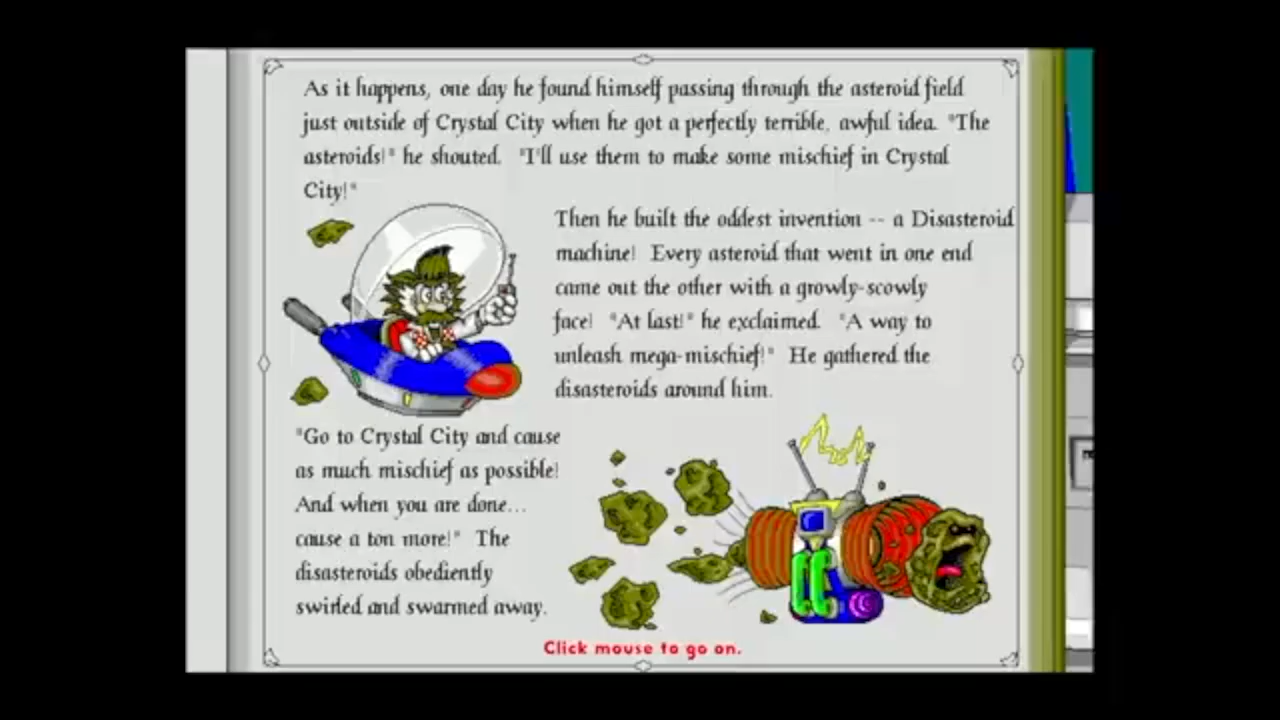 As it happens, one day he found himself passing through the asteroid field
just outside of Crystal City when he got a perfectly terrible, awful idea. "The
asteroids!" he shouted. "I'll use them to make some mischief in Crystal
City!"
Then he built the oddest invention -- a Disasteroid
machine! Every asteroid that went in one end
came out the other with a growly-scowly
face! "At last!" he exclaimed. "A way to
unleash mega-mischief!" He gathered the
disasteroids around him.
"Go to Crystal City and cause
as much mischief as possible!
And when you are done...
cause a ton more!" The
disasteroids obediently
swirled and swarmed away.
Click mouse to go on.